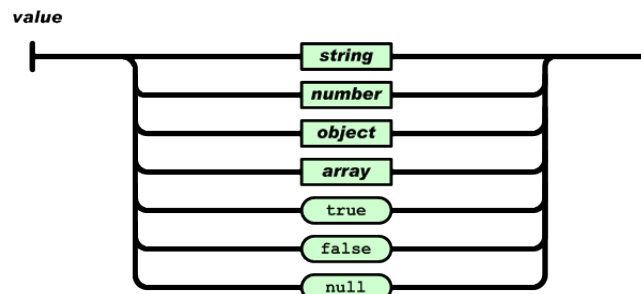 value
string
number
object
array
true
false
null